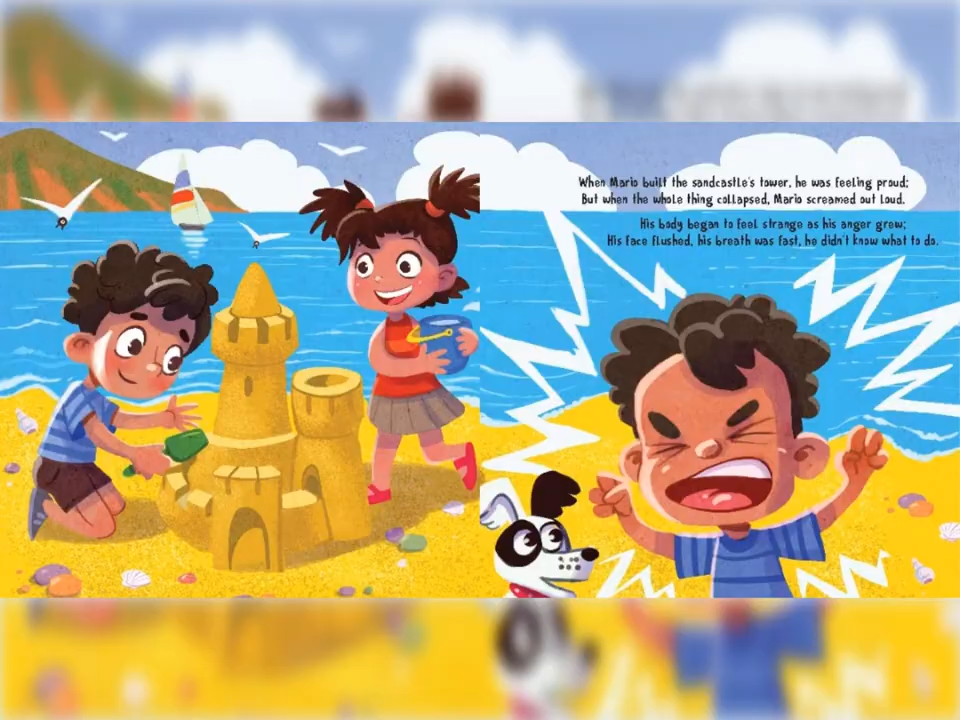 When Mario built the sandcastle's tower, he was feeling proud;
But when the whole thing collapsed, Mario screamed out loud.
His body began to feel strange as his anger grew;
His face flushed, his breath was fast, he didn't know what to do.